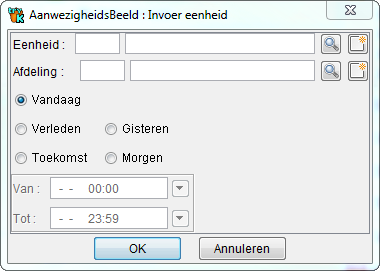 AanwezigheidsBeeld : Invoer eenheid
Eenheid :
Afdeling :
Vandaag
Verleden Gisteren
Toekomst Morgen
Van : - - 00:00
Tot : - - 23:59
OK Annuleren